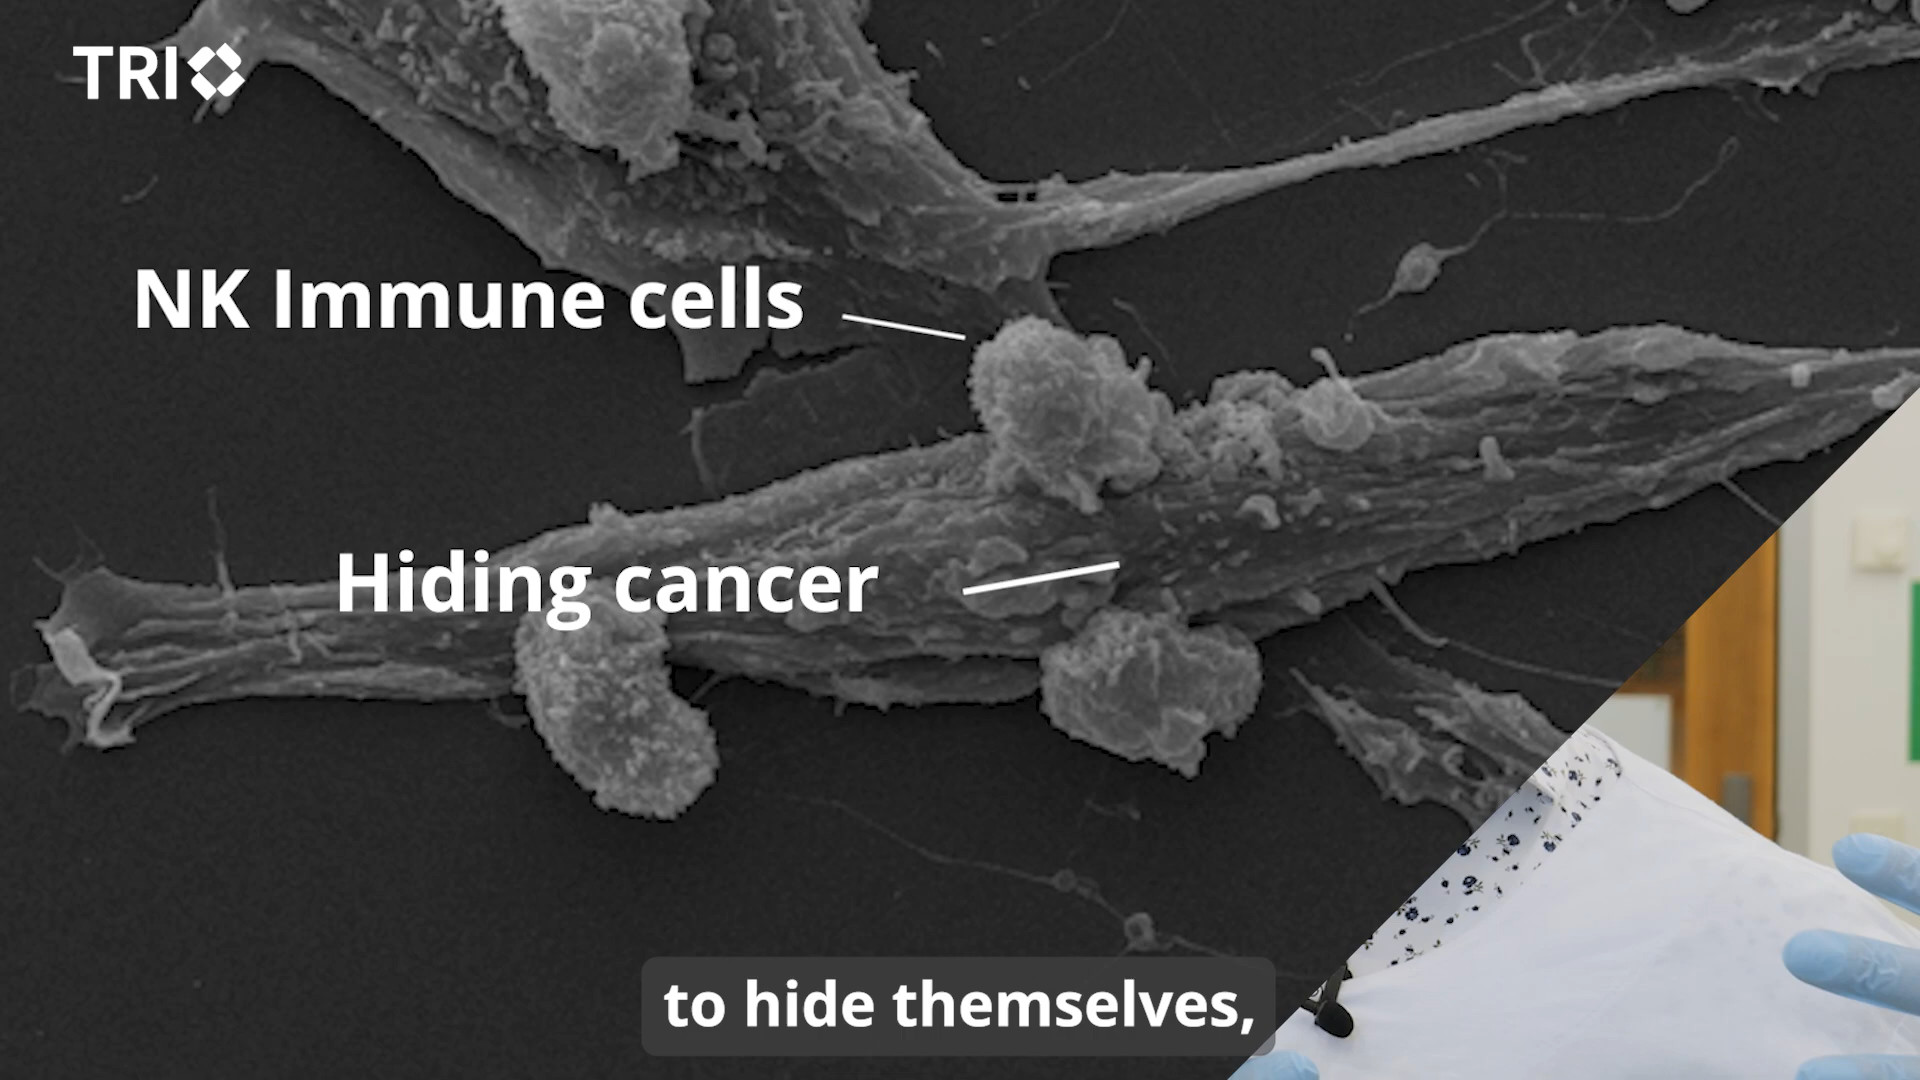 TRI
NK Immune cells
Hiding cancer
to hide themselves,